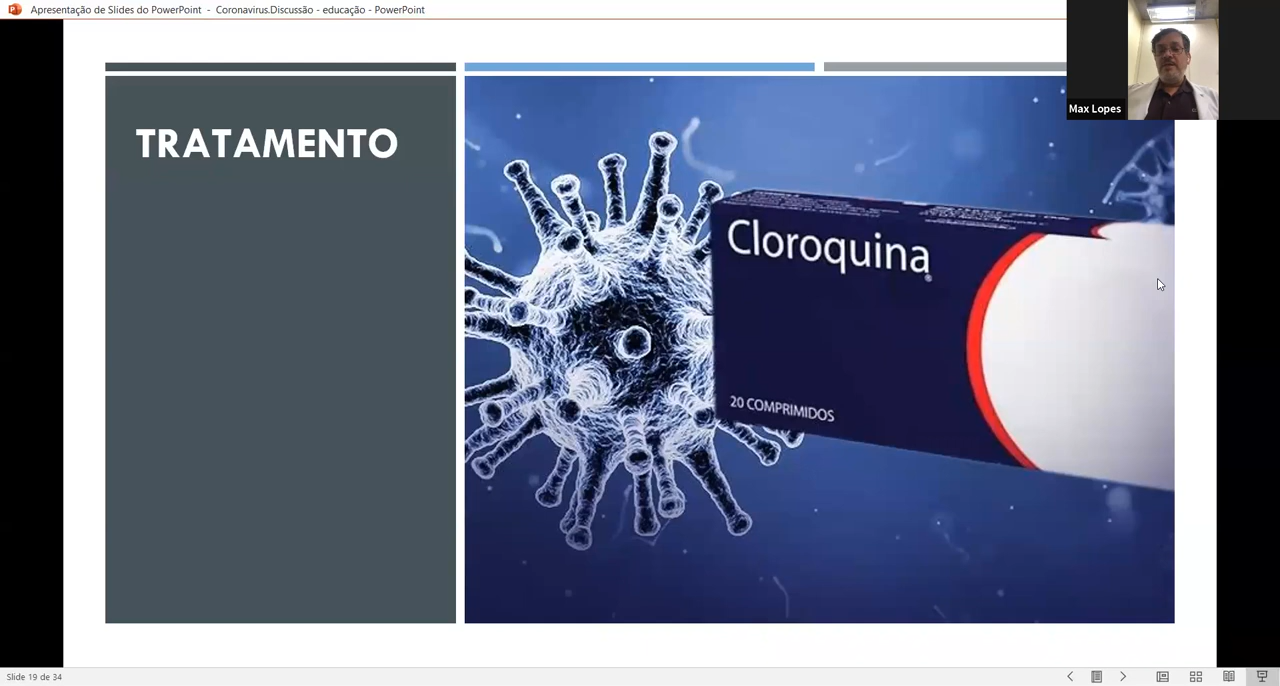 Apresentação de Slides do PowerPoint - Coronavirus.Discussão - educação - PowerPoint
Max Lopes
TRATAMENTO
Cloroquina
®
20 COMPRIMIDOS
Slide 19 de 34